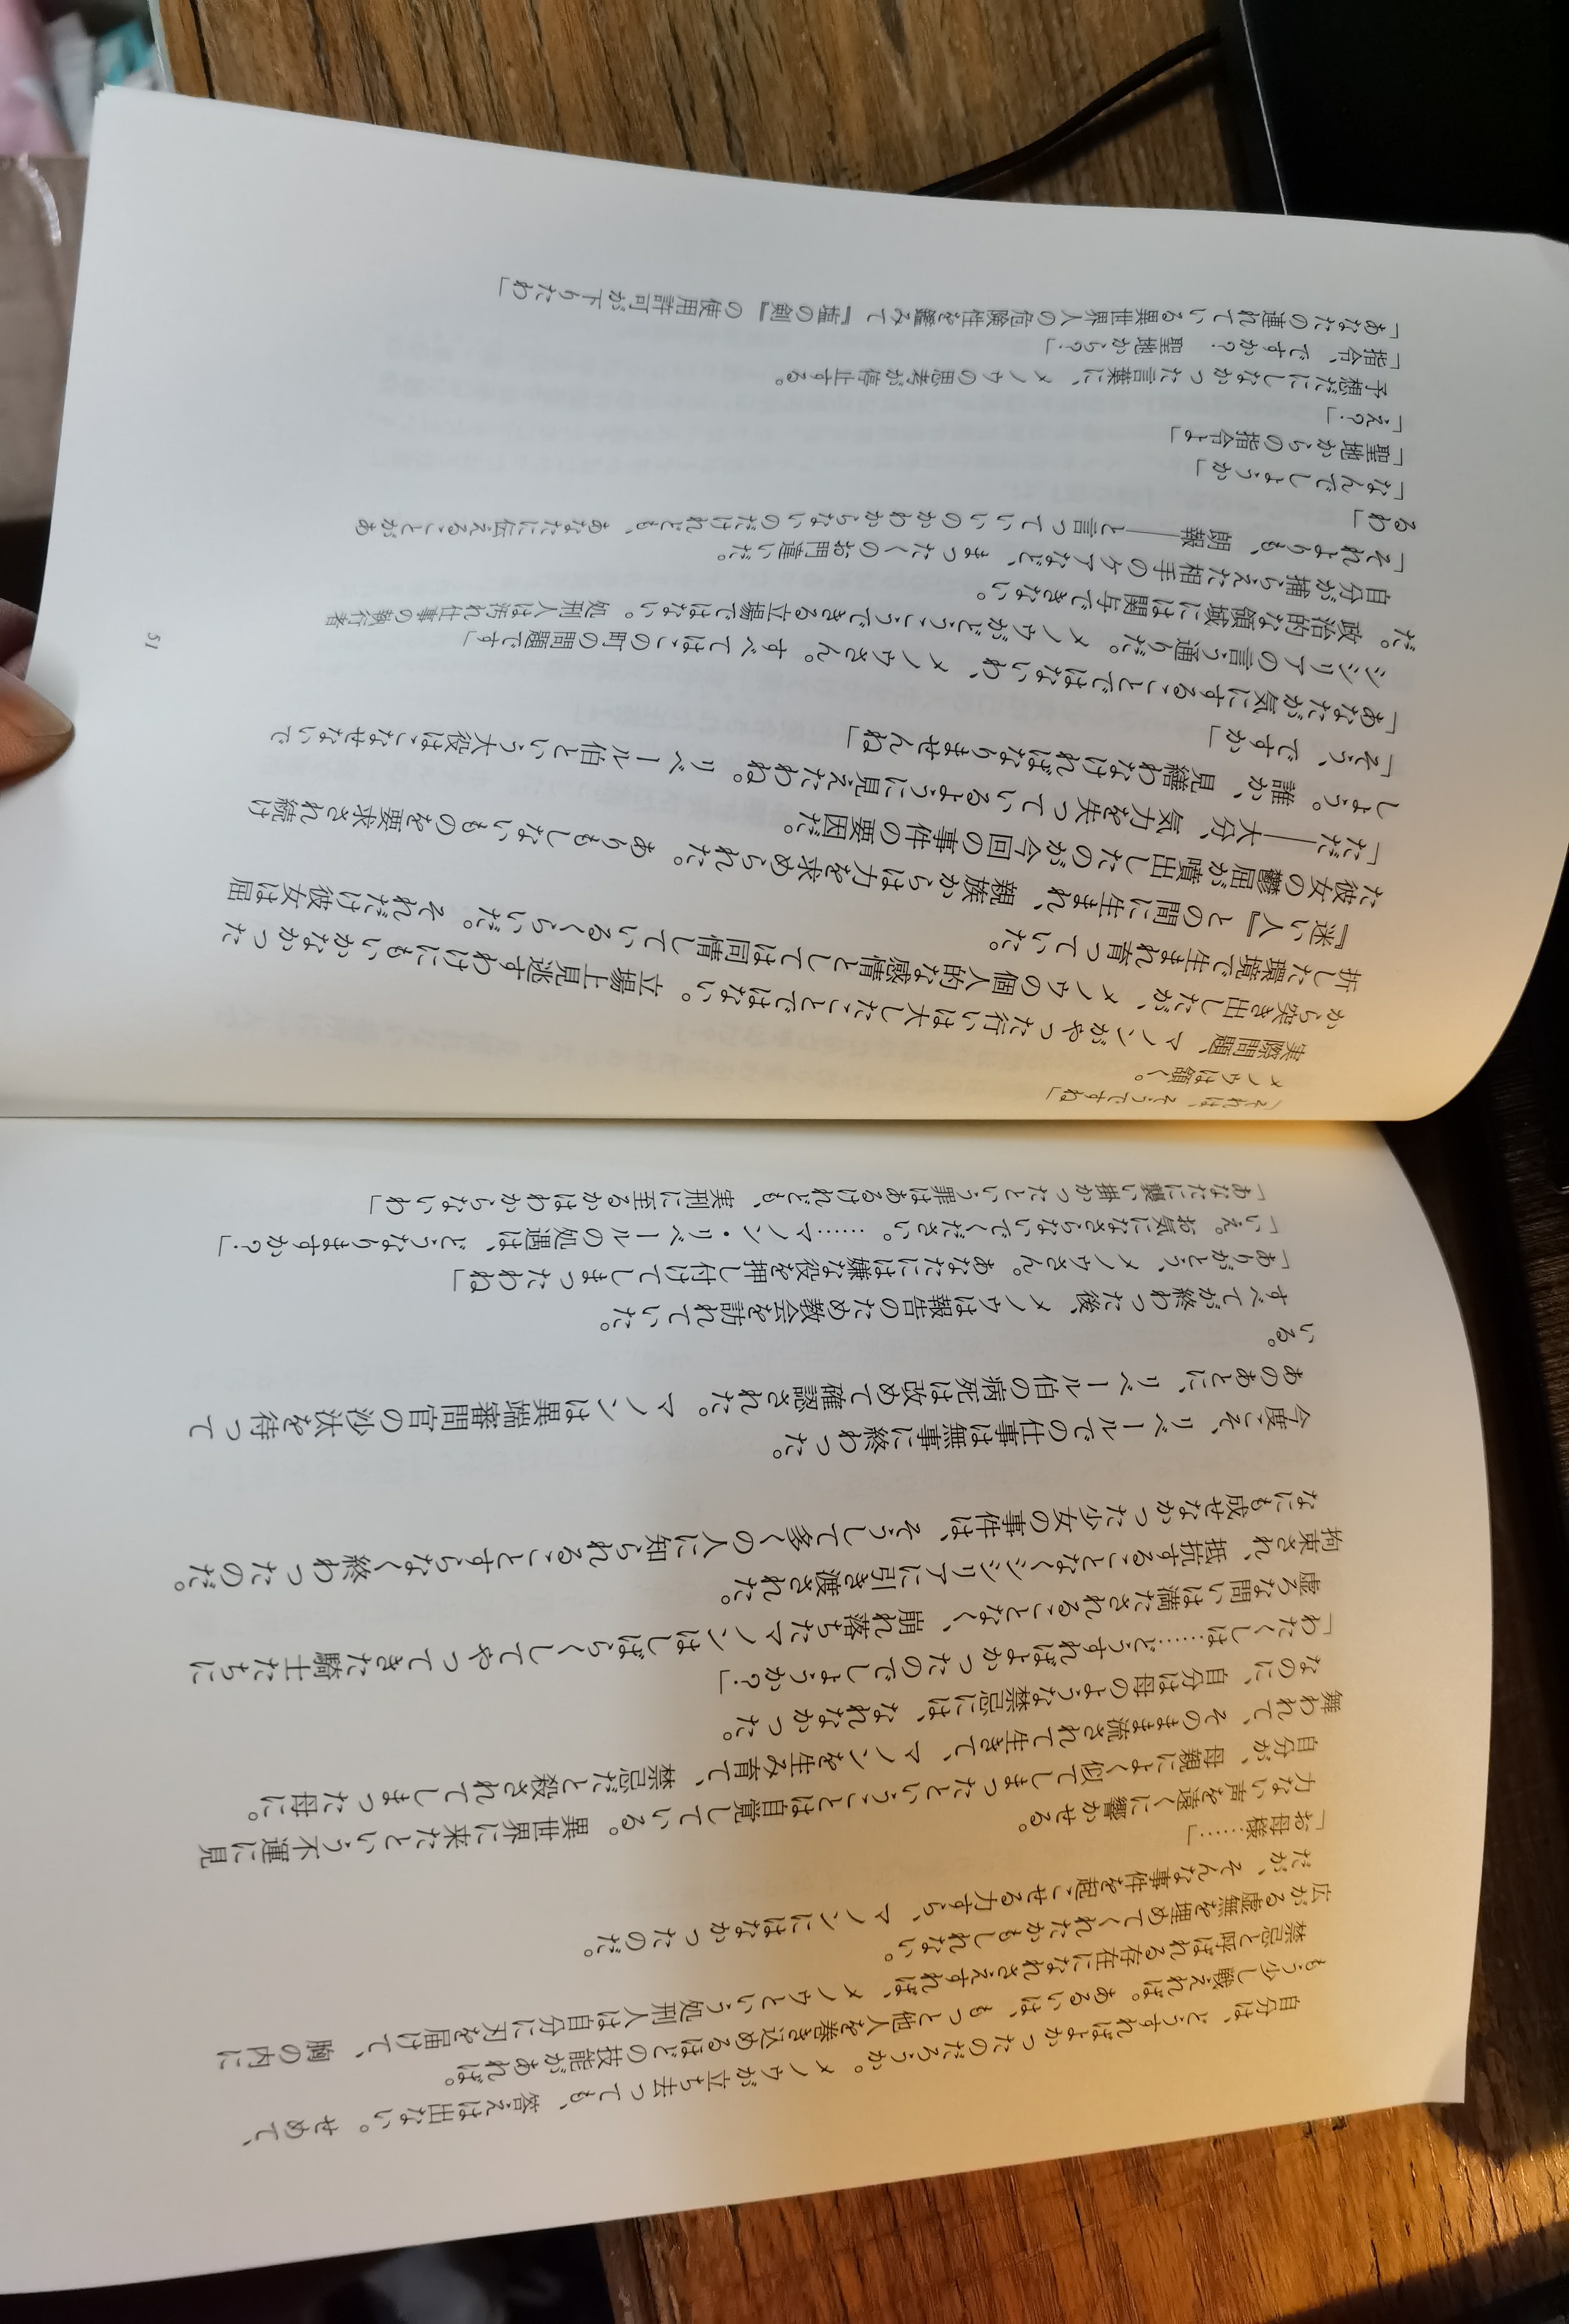 自分は、どうすればよかったのだろうか。メノウが立ち去っても、答えは出ない。せめて、
もう少し戦えれば。あるいは、もっと他人を巻き込めるほどの技能があれば。
禁忌と呼ばれる存在になれさえすれば、メノウという処刑人は自分に刃を届けて、胸の内に
広がる虚無を埋めてくれたかもしれない。
だが、そんな事件を起こせる力すら、マノンにはなかったのだ。
「お母様……」
力ない声を遠くに響かせる。
自分が、母親によく似てしまったということは自覚している。異世界に来たという不運に見
舞われて、そのまま流されて生きて、マノンを生み育て、禁忌だと殺されてしまった母に。
なのに、自分は母のような禁忌には、なれなかった。
「わたくしは……どうすればよかったのでしょうか？」
虚ろな問いは満たされることなく、崩れ落ちたマノンはしばらくしてやってきた騎士たちに
拘束され、抵抗することなくシシリアに引き渡された。
なにも成せなかった少女の事件は、そうして多くの人に知られることすらなく終わったのだ。
今度こそ、リベールでの仕事は無事に終わった。
あのあとに、リベール伯の病死は改めて確認された。マノンは異端審問官の沙汰を待って
いる。
すべてが終わった後、メノウは報告のため教会を訪れていた。
「ありがとう、メノウさん。あなたには嫌な役を押し付けてしまったわね」
「いえ。お気になさらないでください。……マノン・リベールの処遇は、どうなりますか？」
「あなたに襲い掛かったという罪はあるけれども、実刑に至るかはわからないわ」
「それは、そうですね」
メノウは頷く。
実際問題、マノンがやった行いは大したことではない。立場上見逃すわけにもいかなかった
から突き出したが、メノウの個人的な感情としては同情しているくらいだ。それだけ彼女は屈
折した環境で生まれ育っていた。
『迷い人』との間に生まれ、親族からは力を求められた。ありもしないものを要求され続け
た彼女の鬱屈が噴出したのが今回の事件の要因だ。
「ただ――大分、気力を失っているように見えたわね。リベール伯という大役はこなせないで
しょう。誰か、見繕わなければなりませんね」
「そう、ですか」
「あなたが気にすることではないわ、メノウさん。すべてはこの町の問題です」
シシリアの言う通りだ。メノウがどうこうできる立場ではない。処刑人は汚れ仕事の執行者
だ。政治的な領域には関与できない。
自分が捕らえた相手のケアなど、まったくのお門違いだ。
「それよりも、朗報――と言っていいのかわからないのだけれども、あなたに伝えることがあ
るわ」
「なんでしょうか」
「聖地からの指令よ」
「え？」
予想だにしなかった言葉に、メノウの思考が停止する。
「指令、ですか？　聖地から？」
「あなたの連れている異世界人の危険性を鑑みて『塩の剣』の使用許可が下りたわ」
51